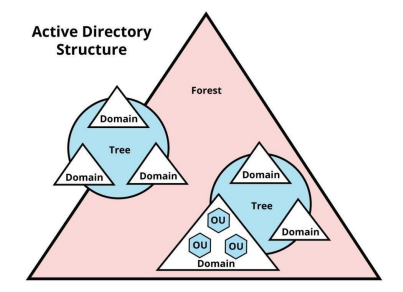 Active Directory
Structure
Forest
Domain
Tree
Domain
Domain
Domain
Tree
Domain
OU
OU
OU
Domain